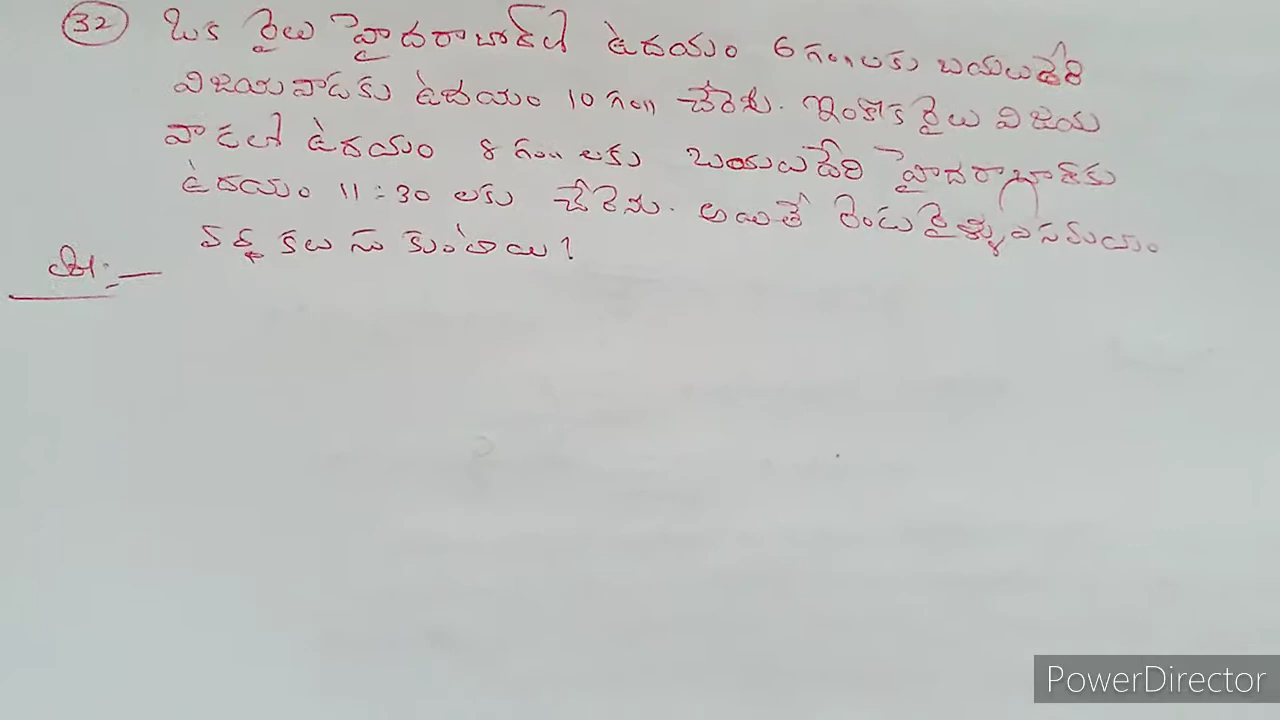 32 ఒక రైలు హైదరాబాద్‌లో ఉదయం 6 గం॥లకు బయలుదేరి
విజయవాడకు ఉదయం 10 గం॥ చేరెను. ఇంకొక రైలు విజయ
వాడలో ఉదయం 8 గం॥లకు బయలుదేరి హైదరాబాద్‌కు
ఉదయం 11:30 లకు చేరెను. అయితే రెండు రైళ్ళు ఏ సమయం
వద్ద కలుసుకుంటాయి?
PowerDirector